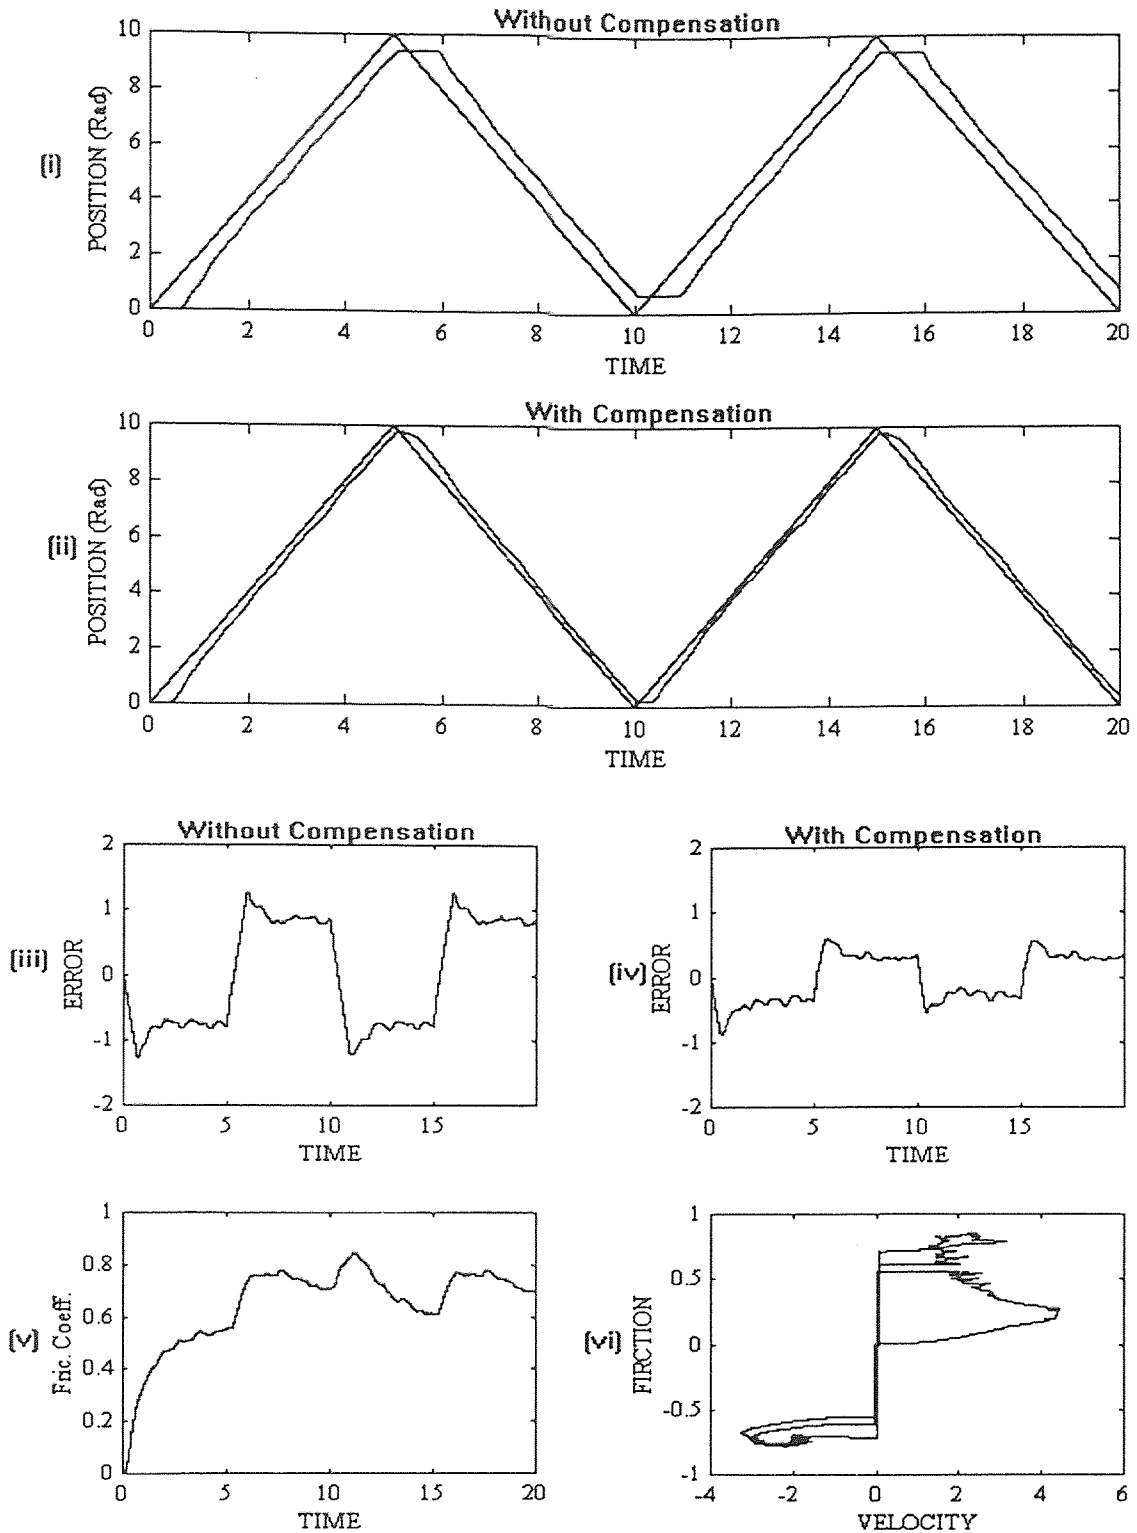 Without Compensation
10
8
6
4
2
0
POSITION (Rad)
(i)
0 2 4 6 8 10 12 14 16 18 20
TIME
With Compensation
10
8
6
4
2
0
POSITION (Rad)
(ii)
0 2 4 6 8 10 12 14 16 18 20
TIME
Without Compensation
2
1
0
-1
-2
ERROR
(iii)
0 5 10 15
TIME
With Compensation
2
1
0
-1
-2
ERROR
(iv)
0 5 10 15
TIME
1
0.8
0.6
0.4
0.2
0
Fric. Coeff.
(v)
0 5 10 15 20
TIME
1
0.5
0
-0.5
-1
FIRCTION
(vi)
-4 -2 0 2 4 6
VELOCITY